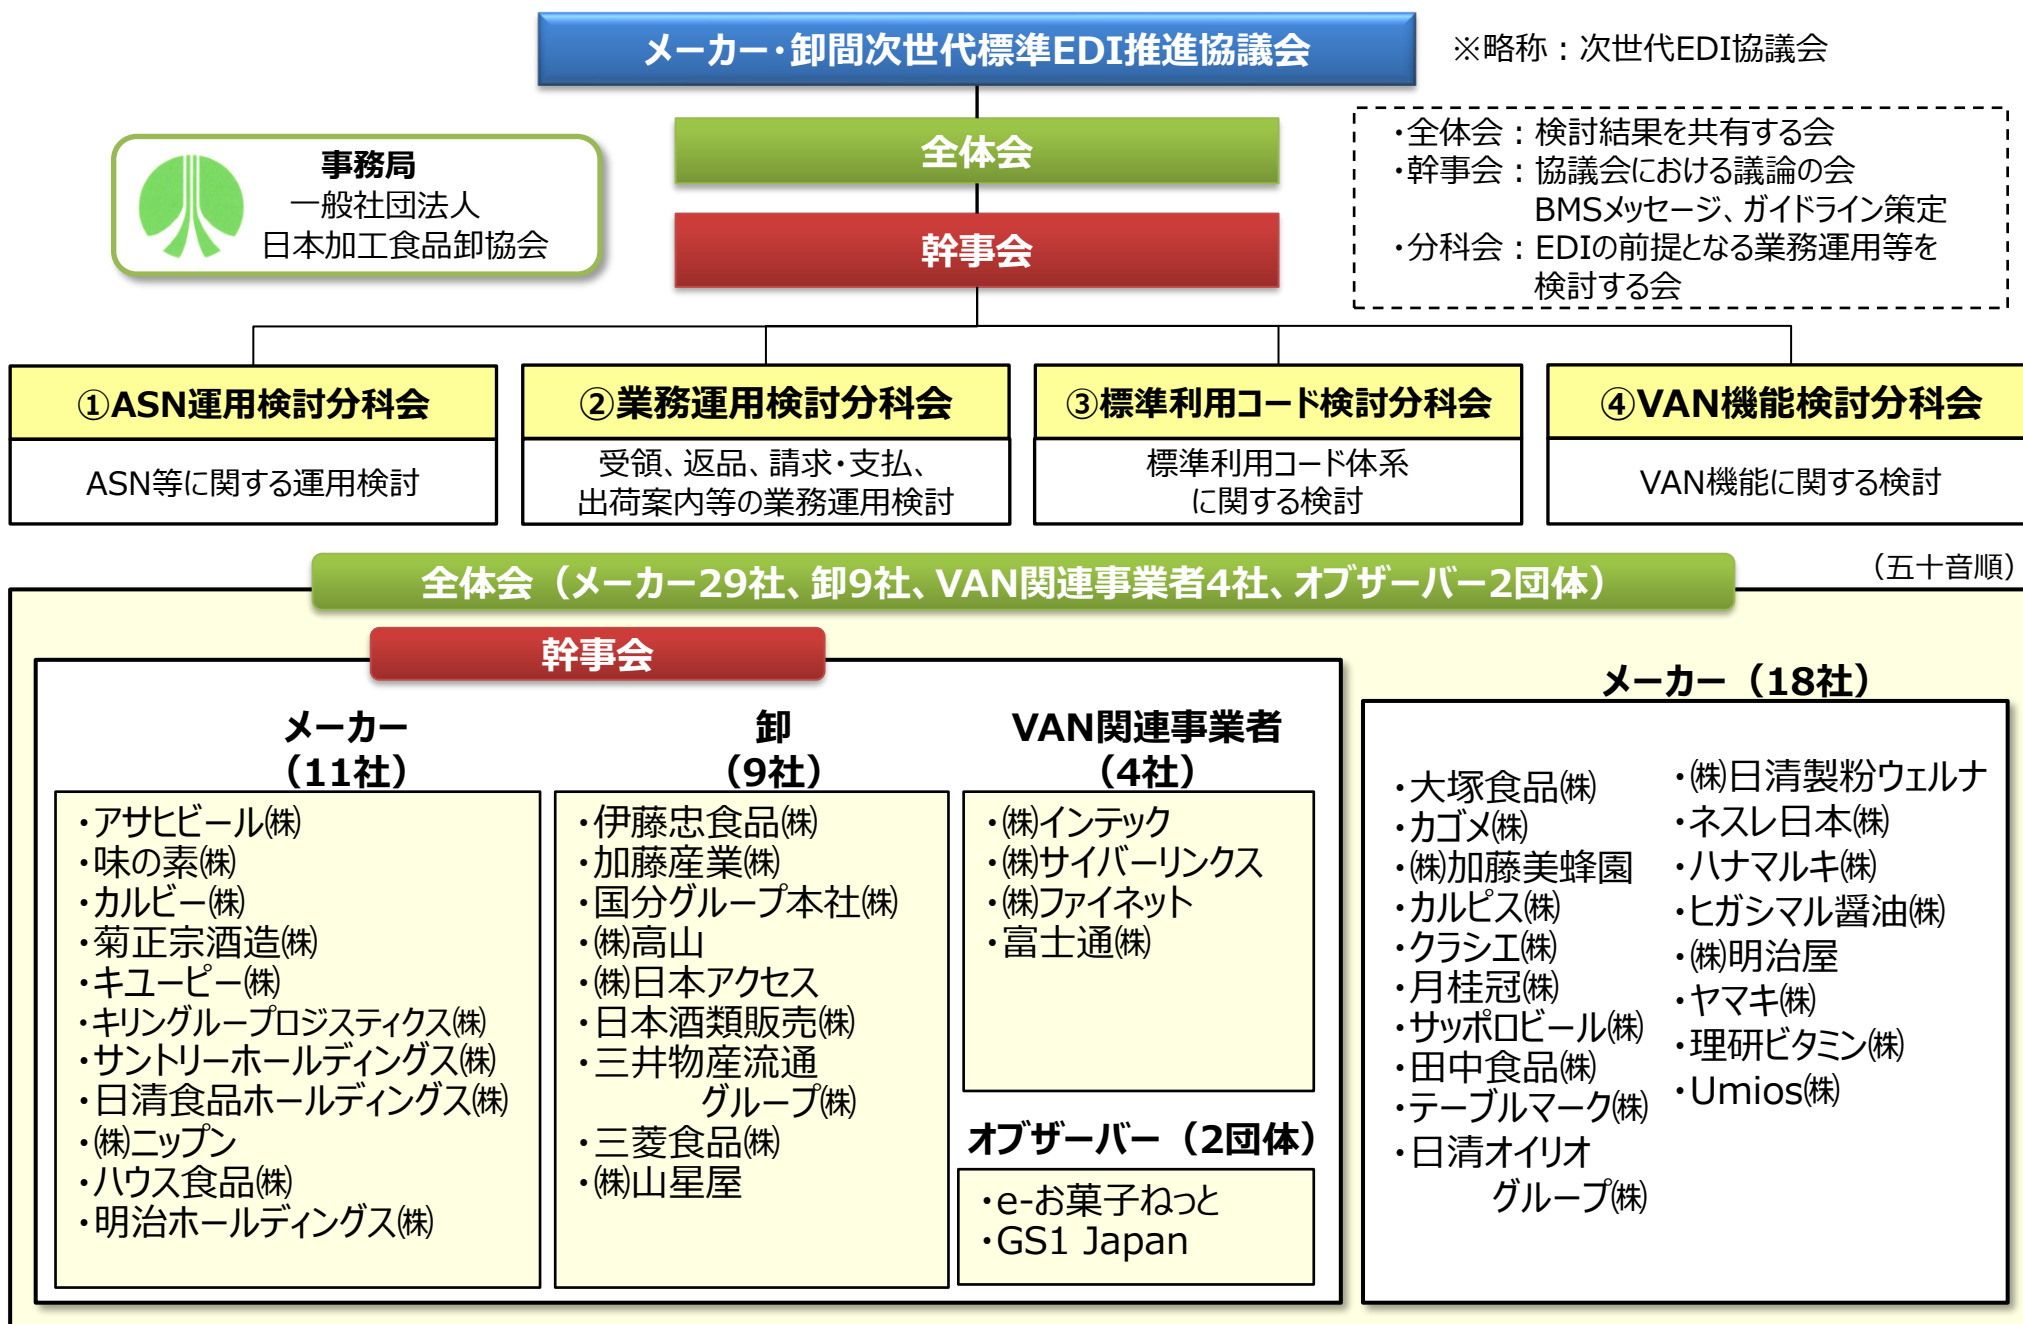 メーカー・卸間次世代標準EDI推進協議会
※略称：次世代EDI協議会
全体会
幹事会
事務局
一般社団法人
日本加工食品卸協会
・全体会：検討結果を共有する会
・幹事会：協議会における議論の会
BMSメッセージ、ガイドライン策定
・分科会：EDIの前提となる業務運用等を
検討する会
①ASN運用検討分科会
ASN等に関する運用検討
②業務運用検討分科会
受領、返品、請求・支払、
出荷案内等の業務運用検討
③標準利用コード検討分科会
標準利用コード体系
に関する検討
④VAN機能検討分科会
VAN機能に関する検討
全体会（メーカー29社、卸9社、VAN関連事業者4社、オブザーバー2団体）
（五十音順）
幹事会
メーカー
（11社）
・アサヒビール㈱
・味の素㈱
・カルビー㈱
・菊正宗酒造㈱
・キユーピー㈱
・キリングループロジスティクス㈱
・サントリーホールディングス㈱
・日清食品ホールディングス㈱
・㈱ニップン
・ハウス食品㈱
・明治ホールディングス㈱
卸
（9社）
・伊藤忠食品㈱
・加藤産業㈱
・国分グループ本社㈱
・㈱高山
・㈱日本アクセス
・日本酒類販売㈱
・三井物産流通
グループ㈱
・三菱食品㈱
・㈱山星屋
VAN関連事業者
（4社）
・㈱インテック
・㈱サイバーリンクス
・㈱ファイネット
・富士通㈱
オブザーバー（2団体）
・e-お菓子ねっと
・GS1 Japan
メーカー（18社）
・大塚食品㈱
・カゴメ㈱
・㈱加藤美蜂園
・カルピス㈱
・クラシエ㈱
・月桂冠㈱
・サッポロビール㈱
・田中食品㈱
・テーブルマーク㈱
・日清オイリオ
グループ㈱
・㈱日清製粉ウェルナ
・ネスレ日本㈱
・ハナマルキ㈱
・ヒガシマル醤油㈱
・㈱明治屋
・ヤマキ㈱
・理研ビタミン㈱
・Umios㈱